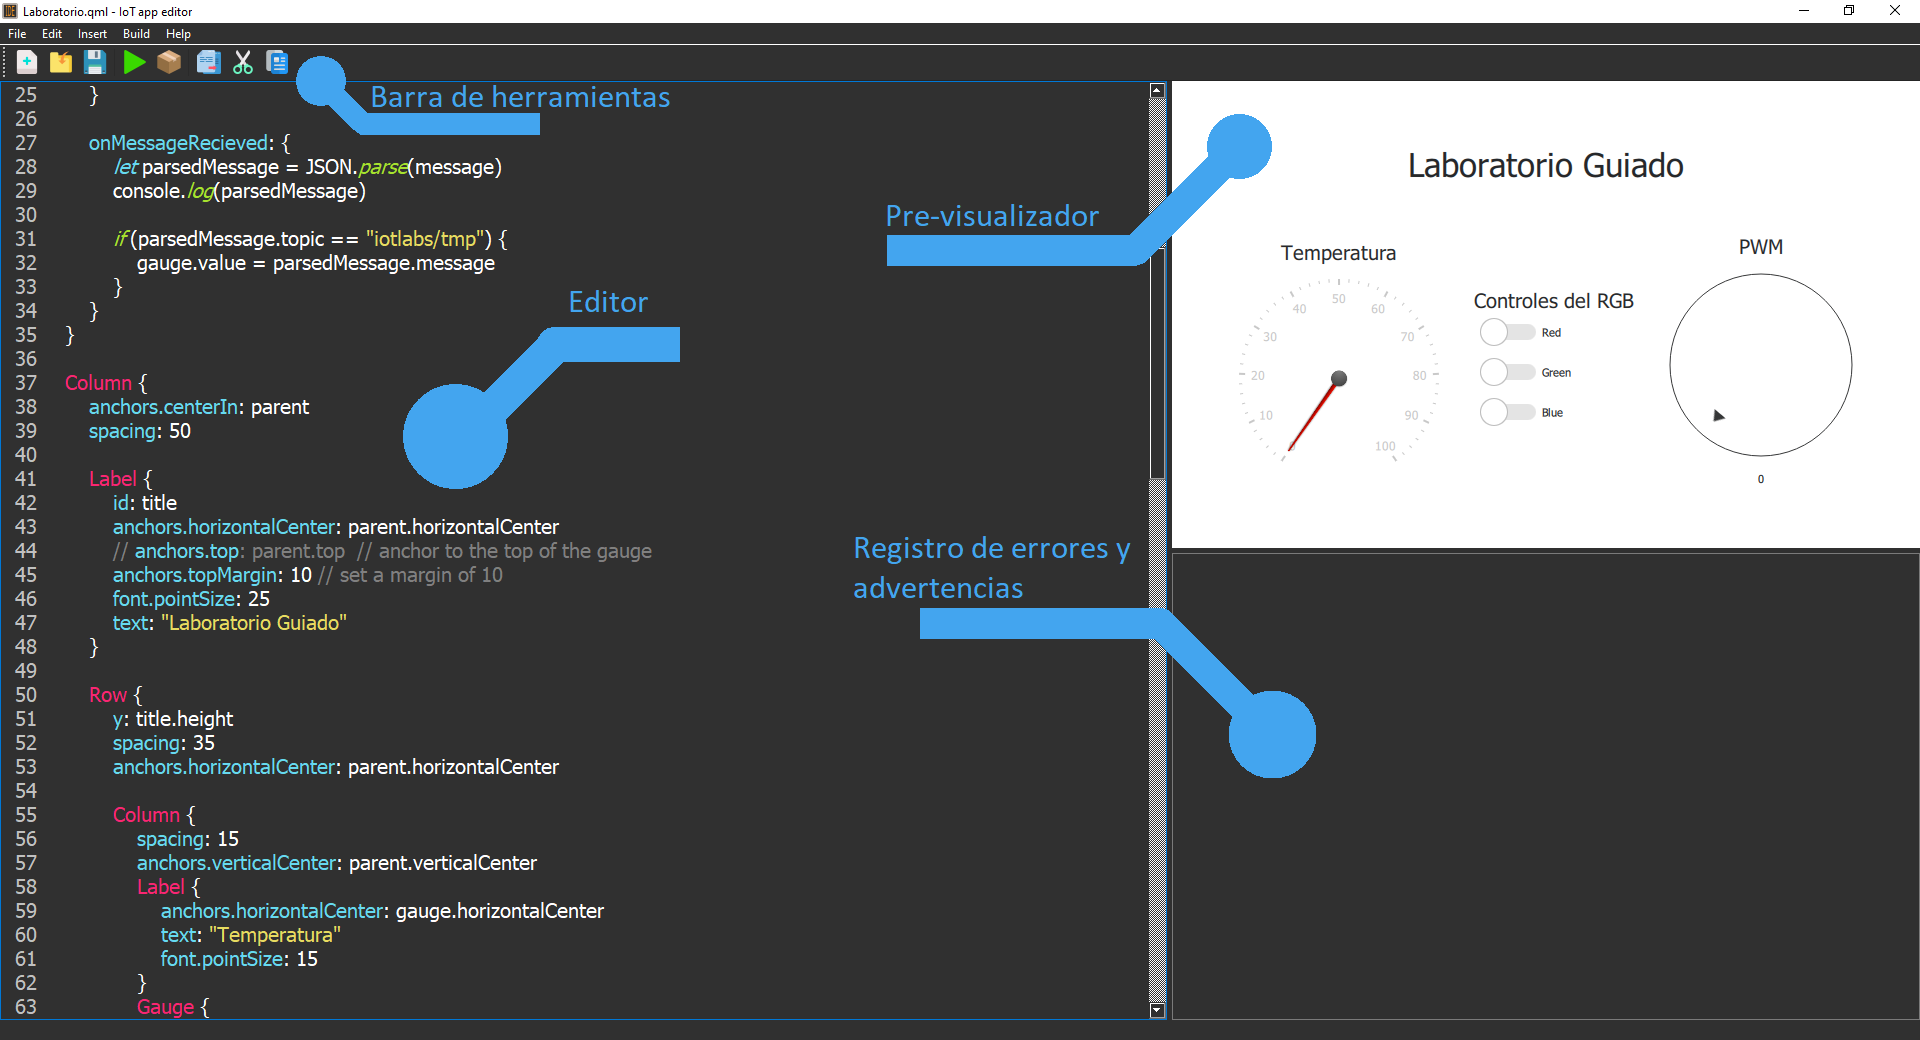 Laboratorio.qml - IoT app editor
File Edit Insert Build Help
Barra de herramientas
25 }
26
27 onMessageRecieved: {
28 let parsedMessage = JSON.parse(message)
29 console.log(parsedMessage)
30
31 if(parsedMessage.topic == "iotlabs/tmp") {
32 gauge.value = parsedMessage.message
33 }
34 }
35 }
36
37 Column {
38 anchors.centerIn: parent
39 spacing: 50
40
41 Label {
42 id: title
43 anchors.horizontalCenter: parent.horizontalCenter
44 // anchors.top: parent.top // anchor to the top of the gauge
45 anchors.topMargin: 10 // set a margin of 10
46 font.pointSize: 25
47 text: "Laboratorio Guiado"
48 }
49
50 Row {
51 y: title.height
52 spacing: 35
53 anchors.horizontalCenter: parent.horizontalCenter
54
55 Column {
56 spacing: 15
57 anchors.verticalCenter: parent.verticalCenter
58 Label {
59 anchors.horizontalCenter: gauge.horizontalCenter
60 text: "Temperatura"
61 font.pointSize: 15
62 }
63 Gauge {
Editor
Pre-visualizador
Registro de errores y
advertencias
Laboratorio Guiado
Temperatura
0 10 20 30 40 50 60 70 80 90 100
Controles del RGB
Red
Green
Blue
PWM
0